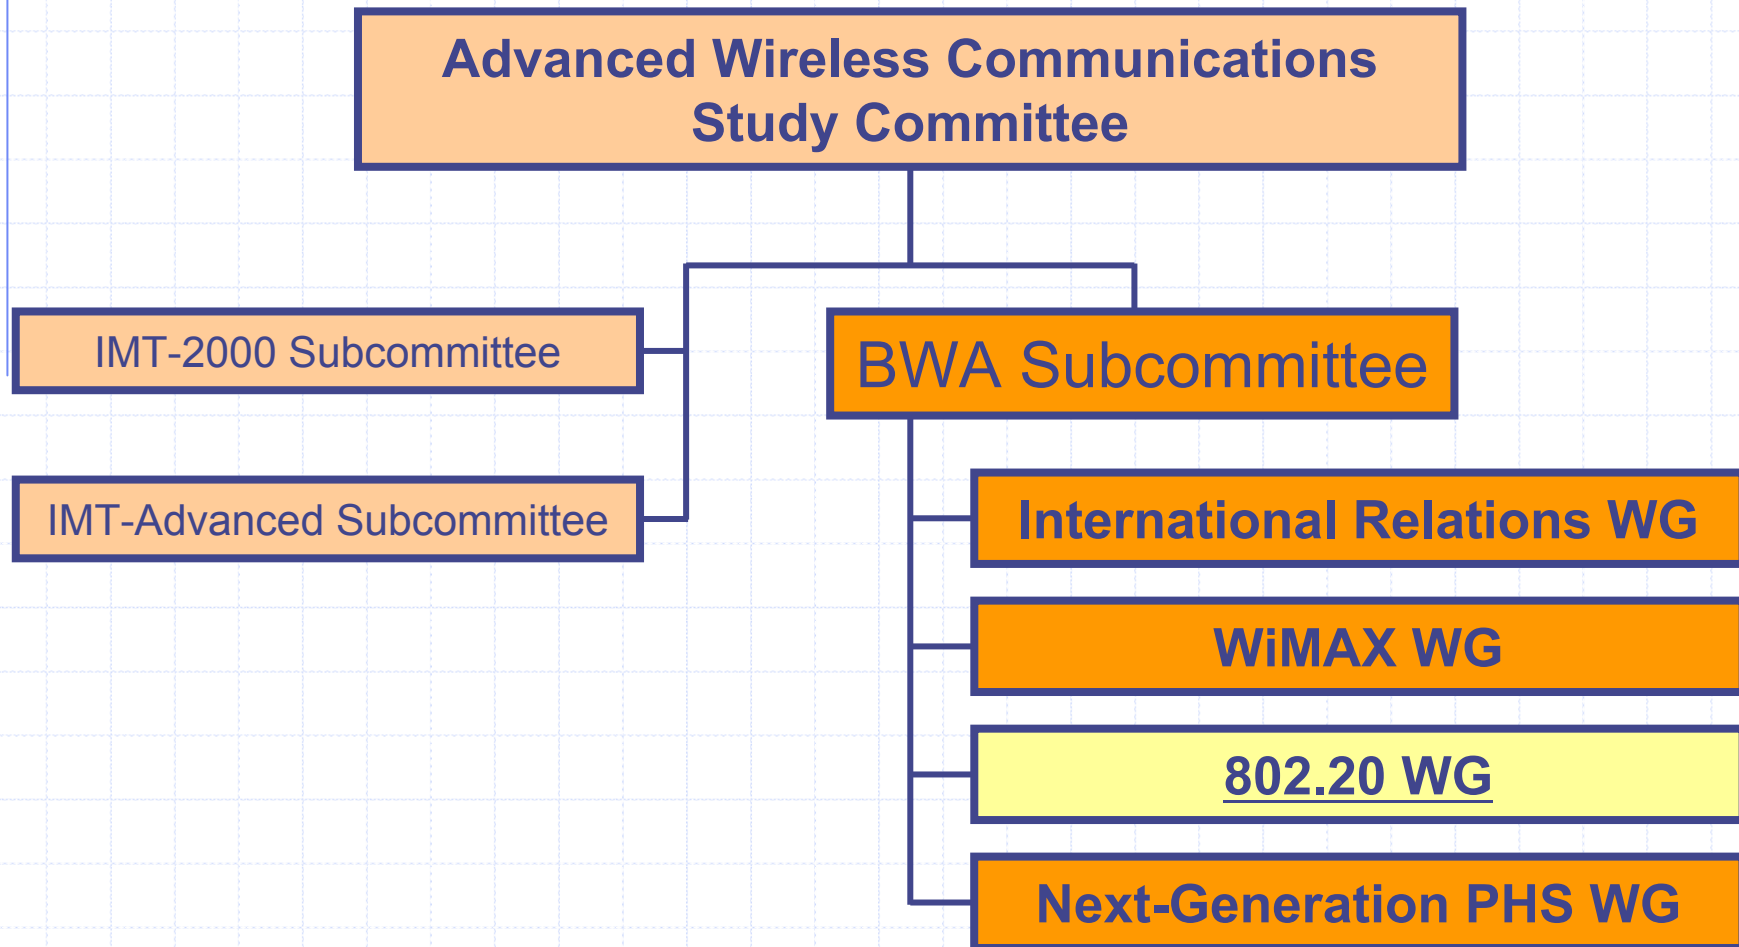 Advanced Wireless Communications
Study Committee
IMT-2000 Subcommittee
BWA Subcommittee
IMT-Advanced Subcommittee
International Relations WG
WiMAX WG
802.20 WG
Next-Generation PHS WG